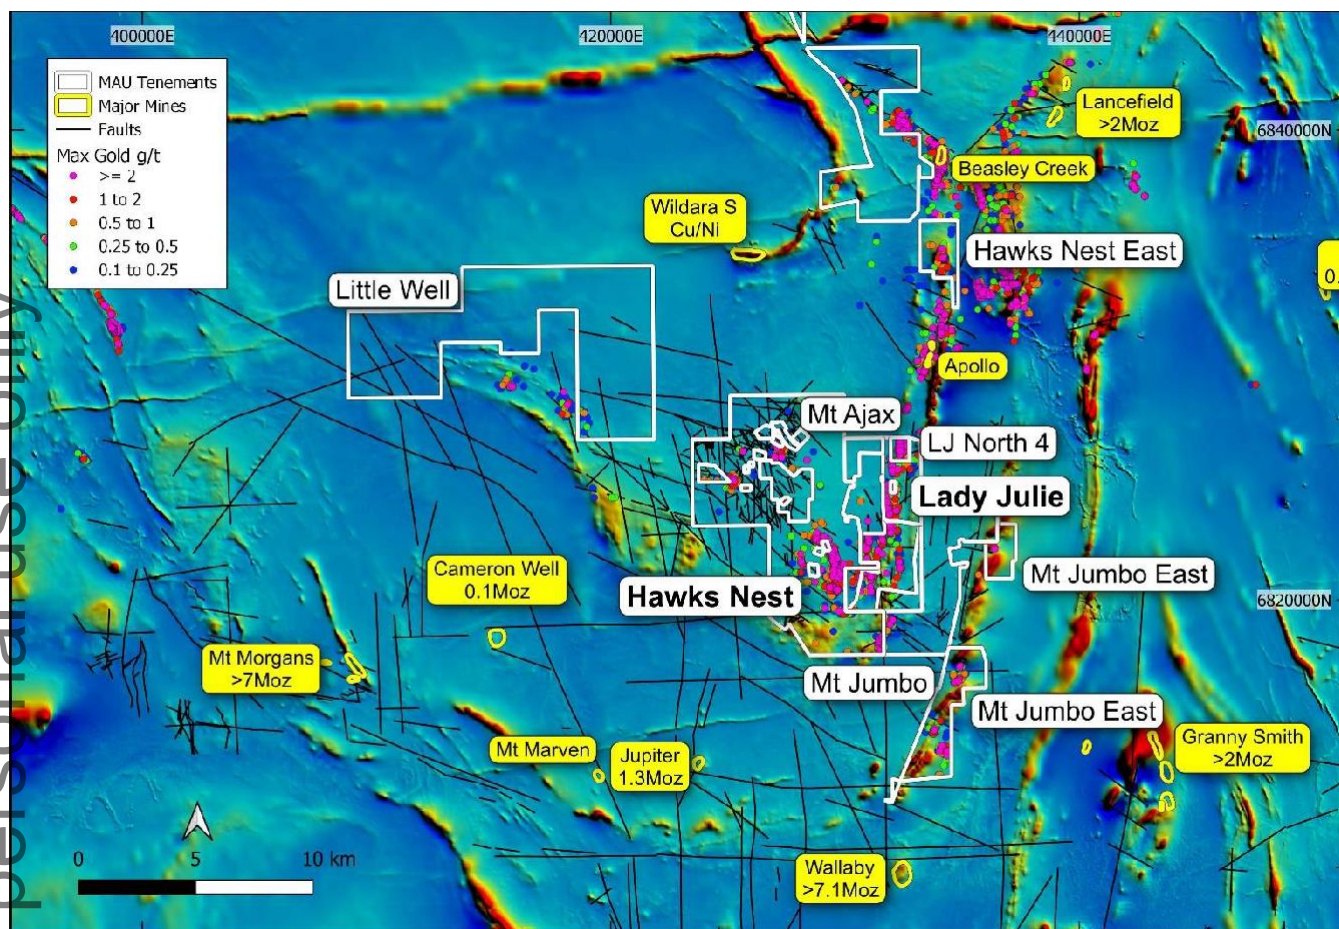 400000E
420000E
440000E
MAU Tenements
Major Mines
Faults
Max Gold g/t
>= 2
1 to 2
0.5 to 1
0.25 to 0.5
0.1 to 0.25
Lancefield
>2Moz
6840000N
Beasley Creek
Wildara S
Cu/Ni
Hawks Nest East
0.
Little Well
Apollo
Mt Ajax
LJ North 4
Lady Julie
Cameron Well
0.1Moz
Hawks Nest
Mt Jumbo East
6820000N
Mt Morgans
>7Moz
Mt Jumbo
Mt Jumbo East
Mt Marven
Jupiter
1.3Moz
Granny Smith
>2Moz
0 5 10 km
Wallaby
>7.1Moz
personal use only